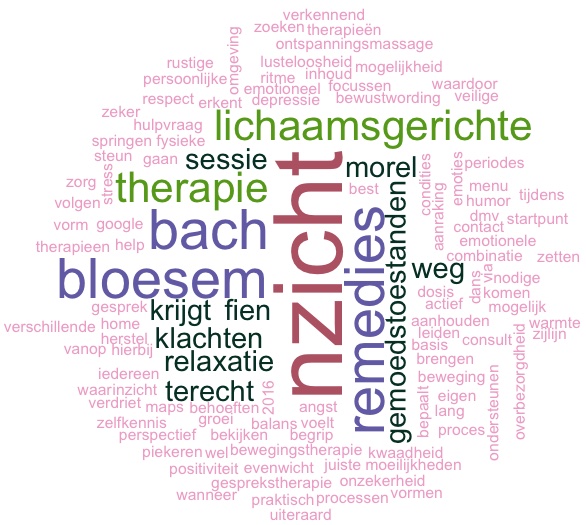 verkennend
zoeken therapieën
omgeving
ontspanningsmassage
rustige lusteloosheid
persoonlijke ritme inhoud mogelijkheid
emotioneel focussen waardoor
respect erkent depressie bewustwording veilige
zeker
hulpvraag lichaamsgerichte
springen fysieke
steun gaan sessie morel periodes
stress best condities emoties
zorg therapie menu
aanraking humor tijdens
volgen
vorm google bach dmv startpunt
contact
therapieen help emotionele
nzicht remedies gemoedstoestanden
combinatie zetten
bloesem weg via
dans nodige
dosis komen
gesprek krijgt fien actief mogelijk
verschillende home aanhouden warmte
herstel klachten leiden consult zijlijn
vanop hierbij basis
relaxatie brengen
iedereen beweging
waarinzicht terecht eigen
verdriet maps behoeften 2016 angst lang
bepaalt ondersteunen overbezorgdheid
zelfkennis groei balans voelt
perspectief bekijken begrip proces
piekeren wel bewegingstherapie kwaadheid
positiviteit evenwicht juiste moeilijkheden
gesprekstherapie onzekerheid
wanneer praktisch processen vormen
uiteraard